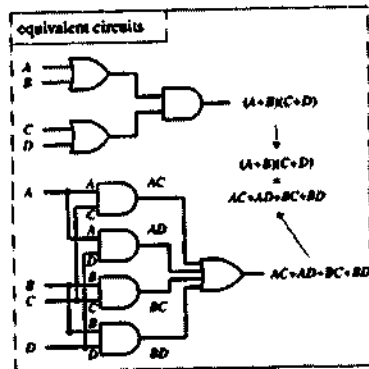 equivalent circuits
A
B
(A+B)(C+D)
C
D
(A+B)(C+D)
=
AC+AD+BC+BD
A
A
AC
C
A
AD
D
B
B
C
C
BC
AC+AD+BC+BD
B
D
D
BD